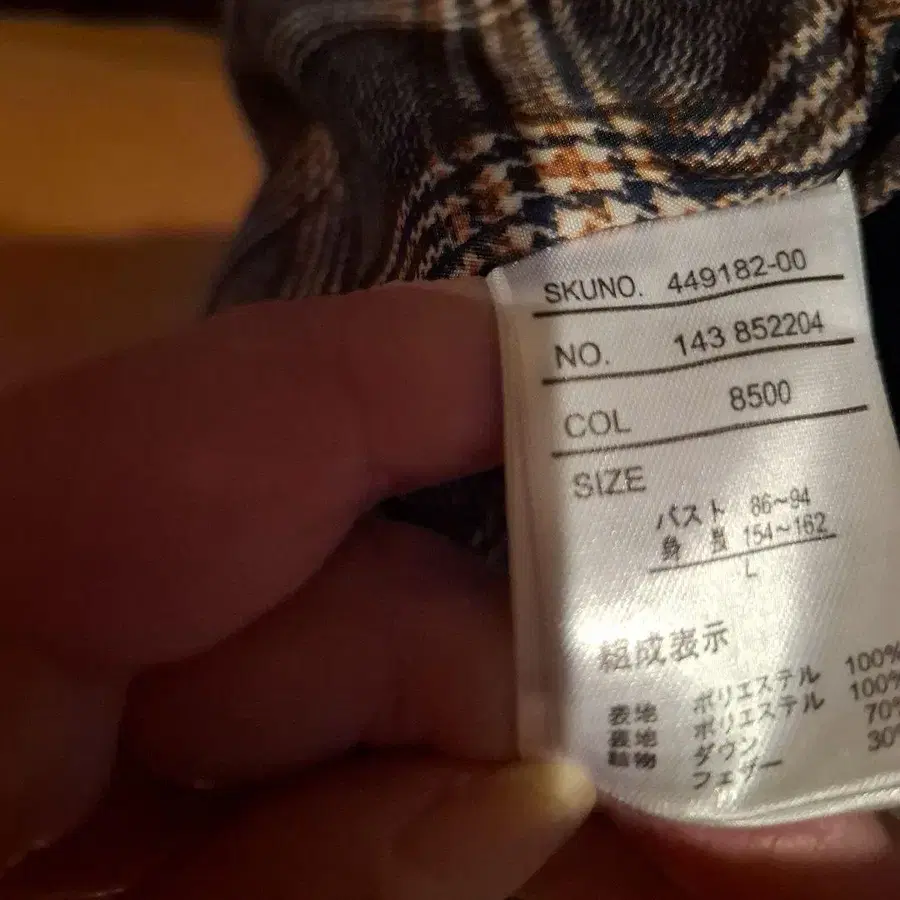 SKUNO. 449182-00
NO. 143 852204
COL 8500
SIZE
バスト 86〜94
身 長 154〜162
L
組成表示
表地 ポリエステル 100%
裏地 ポリエステル 100%
詰物 ダウン 70%
フェザー 30%